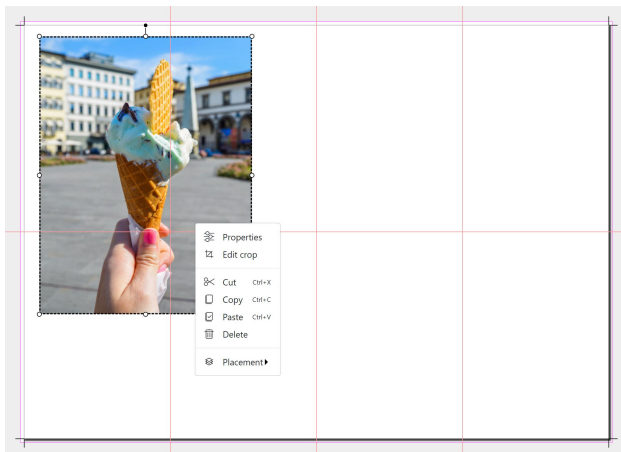 Properties
Edit crop
Cut Ctrl+X
Copy Ctrl+C
Paste Ctrl+V
Delete
Placement